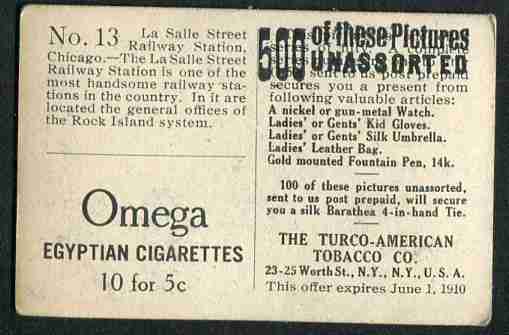 No. 13 La Salle Street
Railway Station,
Chicago.—The La Salle Street
Railway Station is one of the
most handsome railway sta-
tions in the country. In it are
located the general offices of
the Rock Island system.
Omega
EGYPTIAN CIGARETTES
10 for 5c
500 of these Pictures
UNASSORTED
sent to us post prepaid
secures you a present from
following valuable articles:
A nickel or gun-metal Watch.
Ladies' or Gents' Kid Gloves.
Ladies' or Gents' Silk Umbrella.
Ladies' Leather Bag.
Gold mounted Fountain Pen, 14k.
100 of these pictures unassorted,
sent to us post prepaid, will secure
you a silk Barathea 4-in-hand Tie.
THE TURCO-AMERICAN
TOBACCO CO.
23-25 Worth St., N.Y., N.Y., U.S.A.
This offer expires June 1, 1910